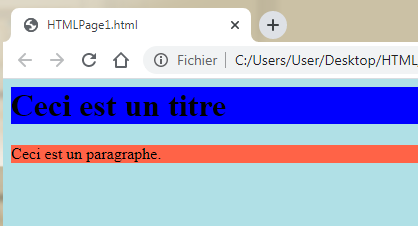 HTMLPage1.html
Fichier C:/Users/User/Desktop/HTML
Ceci est un titre
Ceci est un paragraphe.